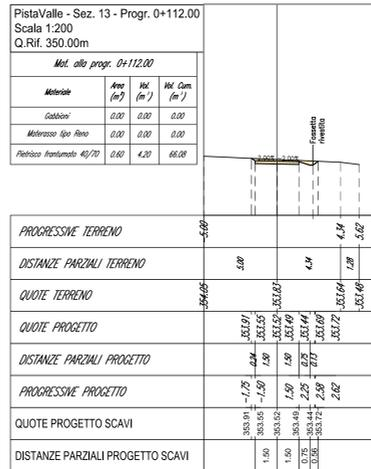 PistaValle - Sez. 13 - Progr. 0+112.00
Scala 1:200
Q.Rif. 350.00m
Mat. alla progr. 0+112.00
Materiale Area (m²) Vol. (m³) Vol. Cum. (m³)
Gabbioni 0.00 0.00 0.00
Materasso tipo Reno 0.00 0.00 0.00
Pietrisco frantumato 40/70 0.60 4.20 66.08
Fossetta rivestita
2.00% 2.00%
PROGRESSIVE TERRENO -5.00 4.34 5.62
DISTANZE PARZIALI TERRENO 5.00 4.34 1.28
QUOTE TERRENO 354.05 353.83 353.64 353.48
QUOTE PROGETTO 353.91 353.55 353.52 353.49 353.44 353.69 353.72
DISTANZE PARZIALI PROGETTO 0.24 1.50 1.50 0.75 0.13
PROGRESSIVE PROGETTO -1.75 -1.50 1.50 2.25 2.58 2.62
QUOTE PROGETTO SCAVI 353.91 353.55 353.52 353.49 353.44 353.72
DISTANZE PARZIALI PROGETTO SCAVI 1.50 1.50 0.75 0.56